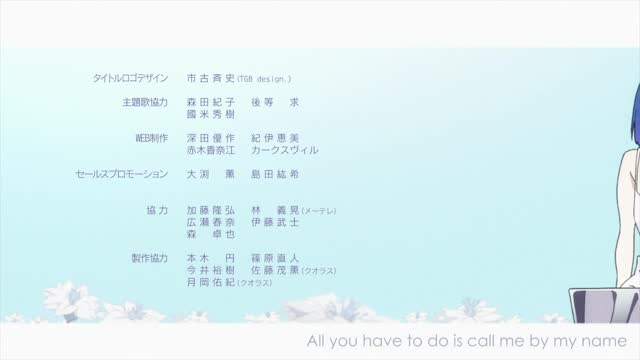 タイトルロゴデザイン 市古斉史(TGB design.)
主題歌協力 森田紀子 後等 求
國米秀樹
WEB制作 深田優作 紀伊恵美
赤木香奈江 カークスヴィル
セールスプロモーション 大渕 薫 島田紘希
協力 加藤隆弘 林 義晃(メ〜テレ)
広瀬春奈 伊藤武士
森 卓也
製作協力 本木 円 篠原直人
今井裕樹 佐藤茂薫(クオラス)
月岡佑紀(クオラス)
All you have to do is call me by my name